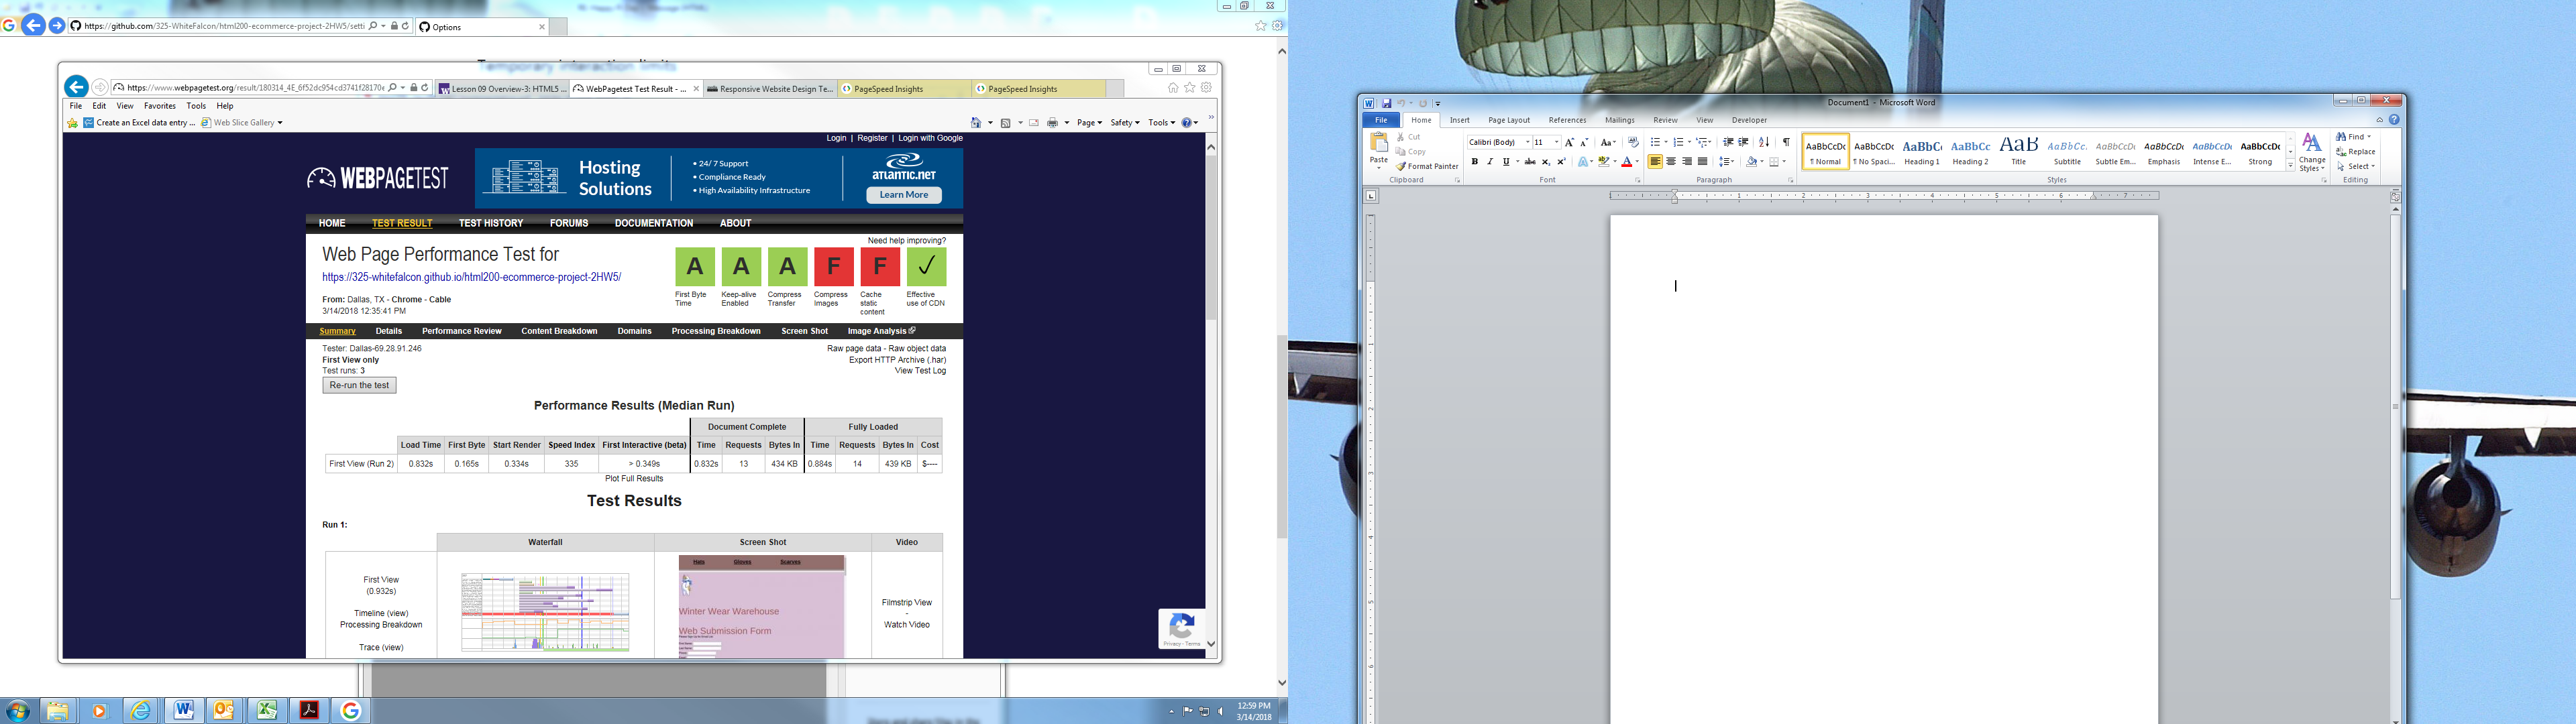 https://github.com/325-WhiteFalcon/html200-ecommerce-project-2HW5/setti
Options
Temporary interaction limits
https://www.webpagetest.org/result/180314_4E_6f52dc954cd3741f28170e
Lesson 09 Overview-3: HTML5 ...
WebPagetest Test Result - ...
Responsive Website Design Te...
PageSpeed Insights
PageSpeed Insights
File Edit View Favorites Tools Help
Create an Excel data entry ... Web Slice Gallery
Page Safety Tools
Login | Register | Login with Google
WEBPAGETEST
Hosting Solutions
• 24/ 7 Support
• Compliance Ready
• High Availability Infrastructure
ATLANTIC.NET
Learn More
HOME TEST RESULT TEST HISTORY FORUMS DOCUMENTATION ABOUT
Need help improving?
Web Page Performance Test for
https://325-whitefalcon.github.io/html200-ecommerce-project-2HW5/
From: Dallas, TX - Chrome - Cable
3/14/2018 12:35:41 PM
A A A F F ✓
First Byte Time
Keep-alive Enabled
Compress Transfer
Compress Images
Cache static content
Effective use of CDN
Summary Details Performance Review Content Breakdown Domains Processing Breakdown Screen Shot Image Analysis
Tester: Dallas-69.28.91.246
First View only
Test runs: 3
Re-run the test
Raw page data - Raw object data
Export HTTP Archive (.har)
View Test Log
Performance Results (Median Run)
Document Complete Fully Loaded
Load Time First Byte Start Render Speed Index First Interactive (beta) Time Requests Bytes In Time Requests Bytes In Cost
First View (Run 2) 0.832s 0.165s 0.334s 335 > 0.349s 0.832s 13 434 KB 0.884s 14 439 KB $----
Plot Full Results
Test Results
Run 1:
Waterfall Screen Shot Video
First View
(0.932s)
Timeline (view)
Processing Breakdown
Trace (view)
Hats Gloves Scarves
Winter Wear Warehouse
Web Submission Form
Filmstrip View
-
Watch Video
Privacy - Terms
12:59 PM
3/14/2018
Document1 - Microsoft Word
File Home Insert Page Layout References Mailings Review View Developer
Paste
Cut
Copy
Format Painter
Clipboard
Calibri (Body) 11
Font
Paragraph
AaBbCcDc ¶ Normal
AaBbCcDc ¶ No Spaci...
AaBbC Heading 1
AaBbCc Heading 2
AaB Title
AaBbCc. Subtitle
AaBbCcDc Subtle Em...
AaBbCcDc Emphasis
AaBbCcDc Intense E...
AaBbCcDc Strong
Change Styles
Styles
Find
Replace
Select
Editing